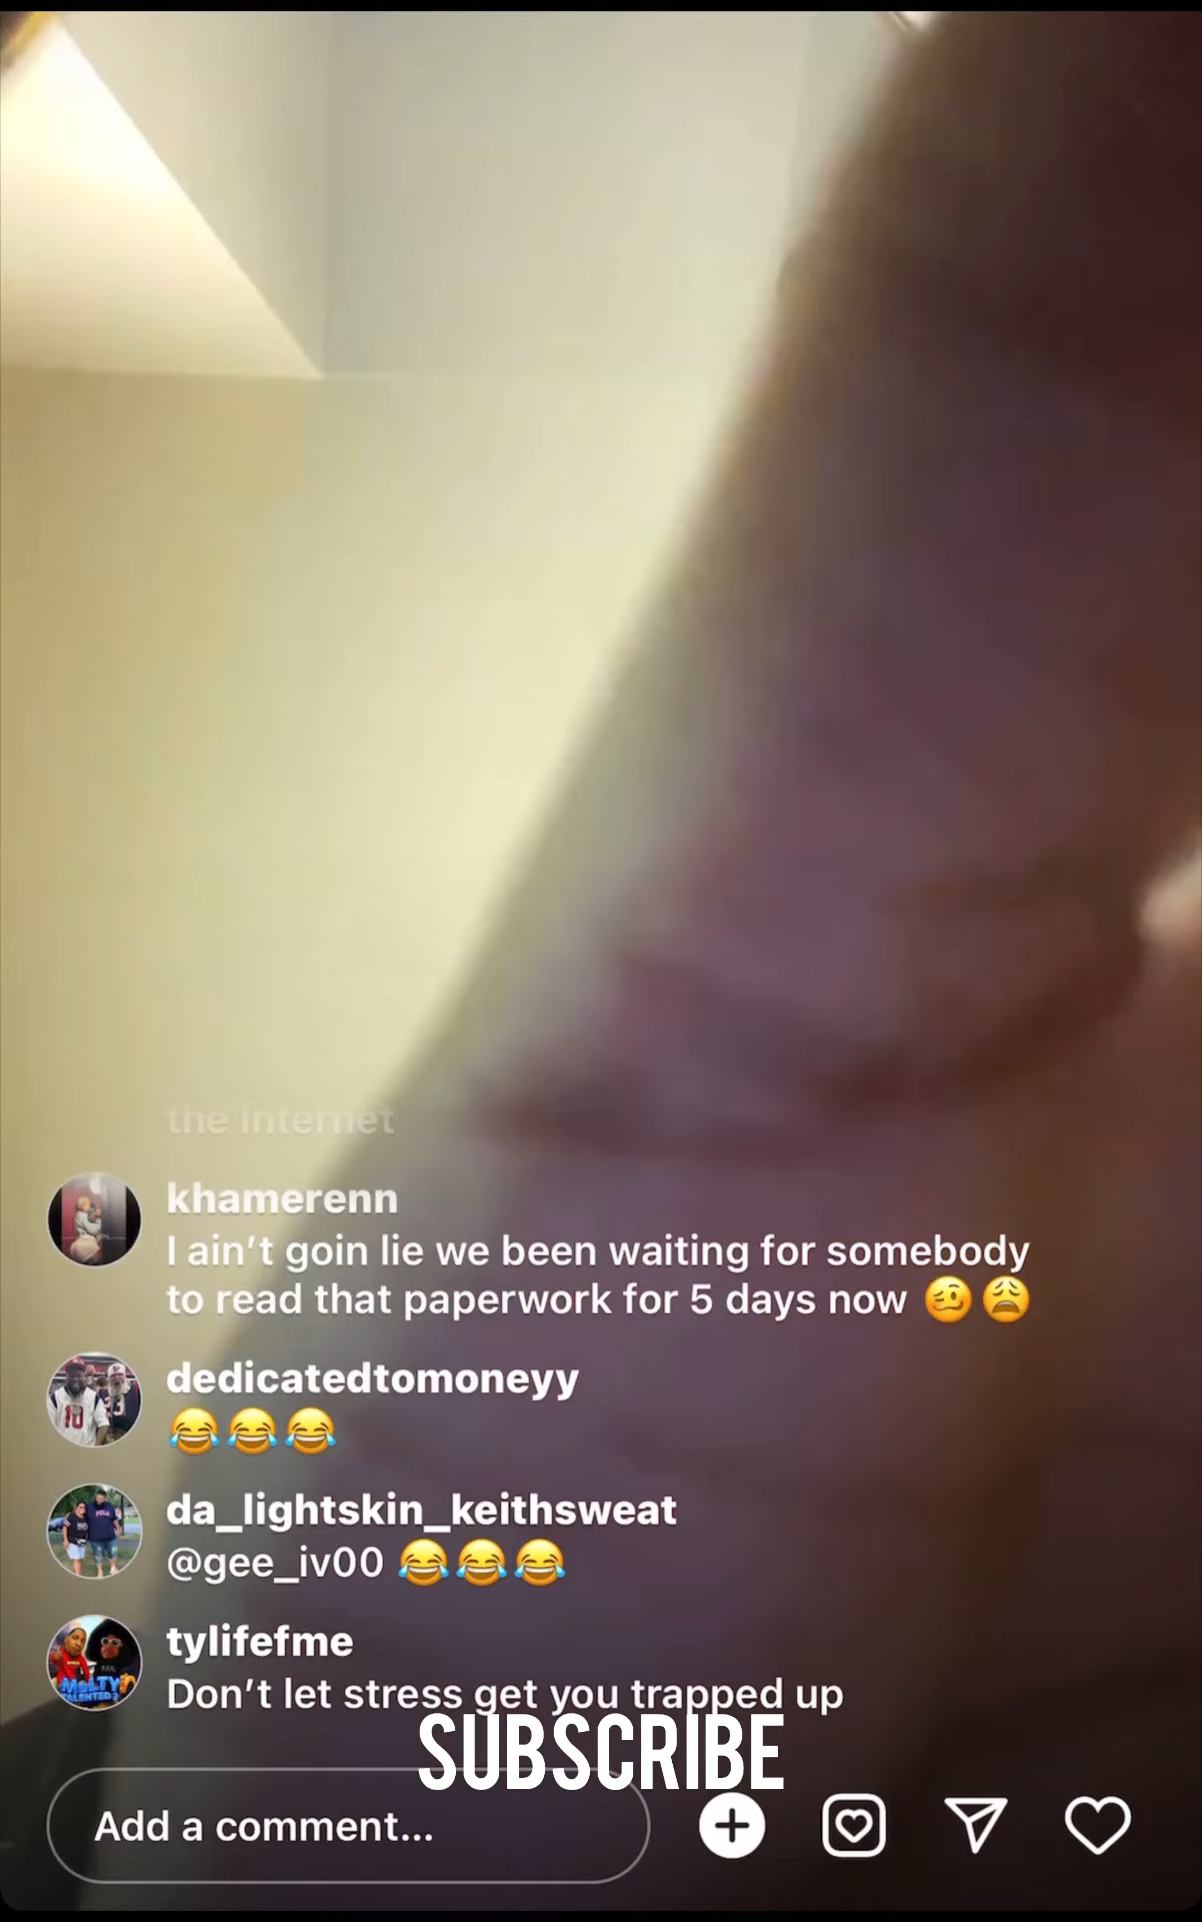 the Internet
khamerenn
I ain't goin lie we been waiting for somebody
to read that paperwork for 5 days now 🥴😩
dedicatedtomoneyy
😂😂😂
da_lightskin_keithsweat
@gee_iv00 😂😂😂
tylifefme
Don't let stress get you trapped up
SUBSCRIBE
Add a comment...